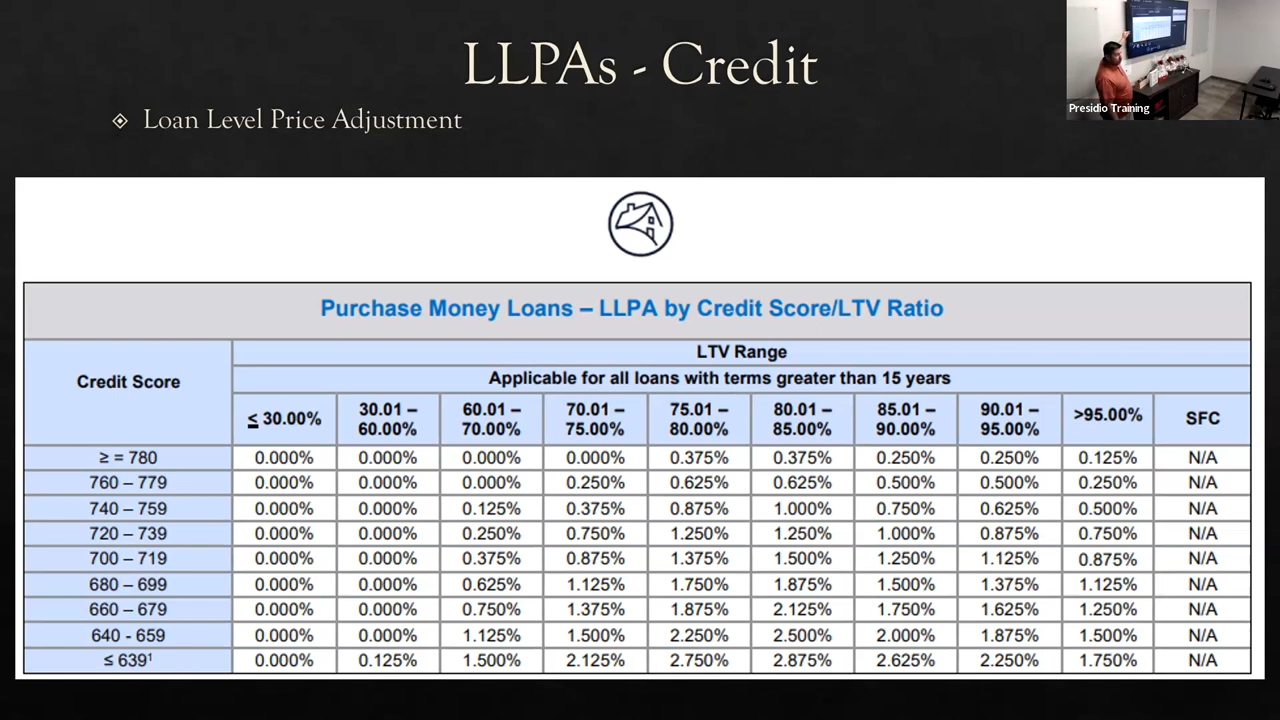 LLPAs - Credit
Loan Level Price Adjustment
Presidio Training
Purchase Money Loans – LLPA by Credit Score/LTV Ratio
Credit Score
LTV Range
Applicable for all loans with terms greater than 15 years
≤ 30.00% 30.01 – 60.00% 60.01 – 70.00% 70.01 – 75.00% 75.01 – 80.00% 80.01 – 85.00% 85.01 – 90.00% 90.01 – 95.00% >95.00% SFC
≥ = 780 0.000% 0.000% 0.000% 0.000% 0.375% 0.375% 0.250% 0.250% 0.125% N/A
760 – 779 0.000% 0.000% 0.000% 0.250% 0.625% 0.625% 0.500% 0.500% 0.250% N/A
740 – 759 0.000% 0.000% 0.125% 0.375% 0.875% 1.000% 0.750% 0.625% 0.500% N/A
720 – 739 0.000% 0.000% 0.250% 0.750% 1.250% 1.250% 1.000% 0.875% 0.750% N/A
700 – 719 0.000% 0.000% 0.375% 0.875% 1.375% 1.500% 1.250% 1.125% 0.875% N/A
680 – 699 0.000% 0.000% 0.625% 1.125% 1.750% 1.875% 1.500% 1.375% 1.125% N/A
660 – 679 0.000% 0.000% 0.750% 1.375% 1.875% 2.125% 1.750% 1.625% 1.250% N/A
640 - 659 0.000% 0.000% 1.125% 1.500% 2.250% 2.500% 2.000% 1.875% 1.500% N/A
≤ 639¹ 0.000% 0.125% 1.500% 2.125% 2.750% 2.875% 2.625% 2.250% 1.750% N/A